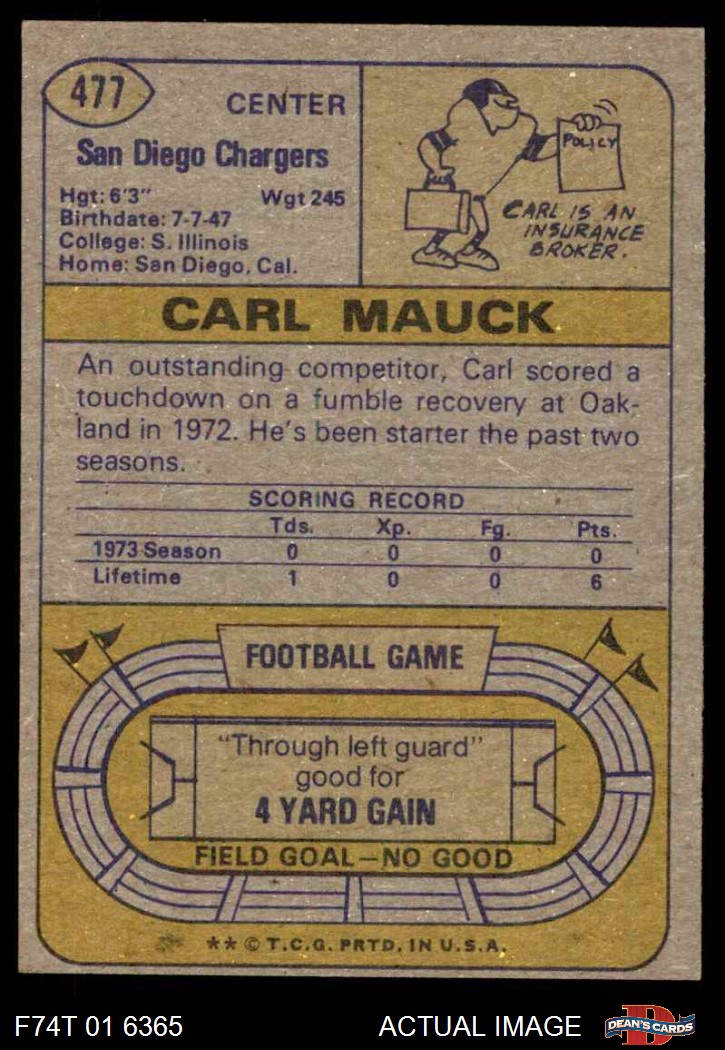 477
CENTER
San Diego Chargers
Hgt: 6'3" Wgt 245
Birthdate: 7-7-47
College: S. Illinois
Home: San Diego, Cal.
POLICY
CARL IS AN
INSURANCE
BROKER.
CARL MAUCK
An outstanding competitor, Carl scored a
touchdown on a fumble recovery at Oak-
land in 1972. He's been starter the past two
seasons.
SCORING RECORD
Tds. Xp. Fg. Pts.
1973 Season 0 0 0 0
Lifetime 1 0 0 6
FOOTBALL GAME
"Through left guard"
good for
4 YARD GAIN
FIELD GOAL—NO GOOD
** © T.C.G. PRTD. IN U.S.A.
F74T 01 6365 ACTUAL IMAGE
D
DEAN'S CARDS